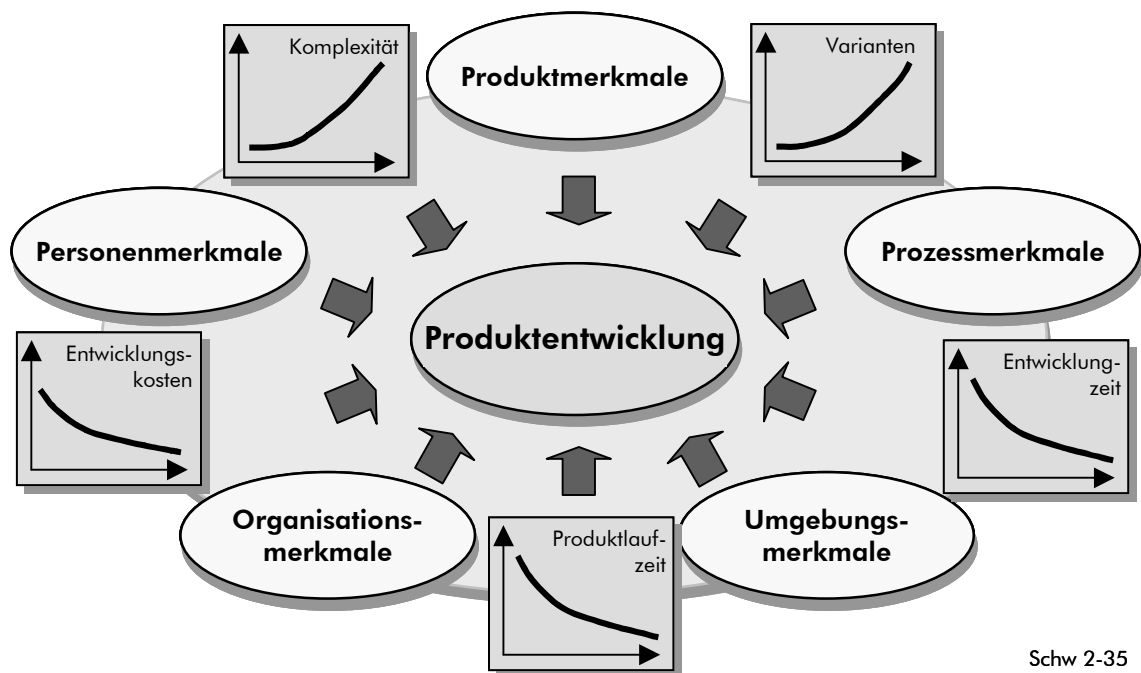 Komplexität
Produktmerkmale
Varianten
Personenmerkmale
Prozessmerkmale
Produktentwicklung
Entwicklungs-
kosten
Entwicklung-
zeit
Organisations-
merkmale
Produktlauf-
zeit
Umgebungs-
merkmale
Schw 2-35